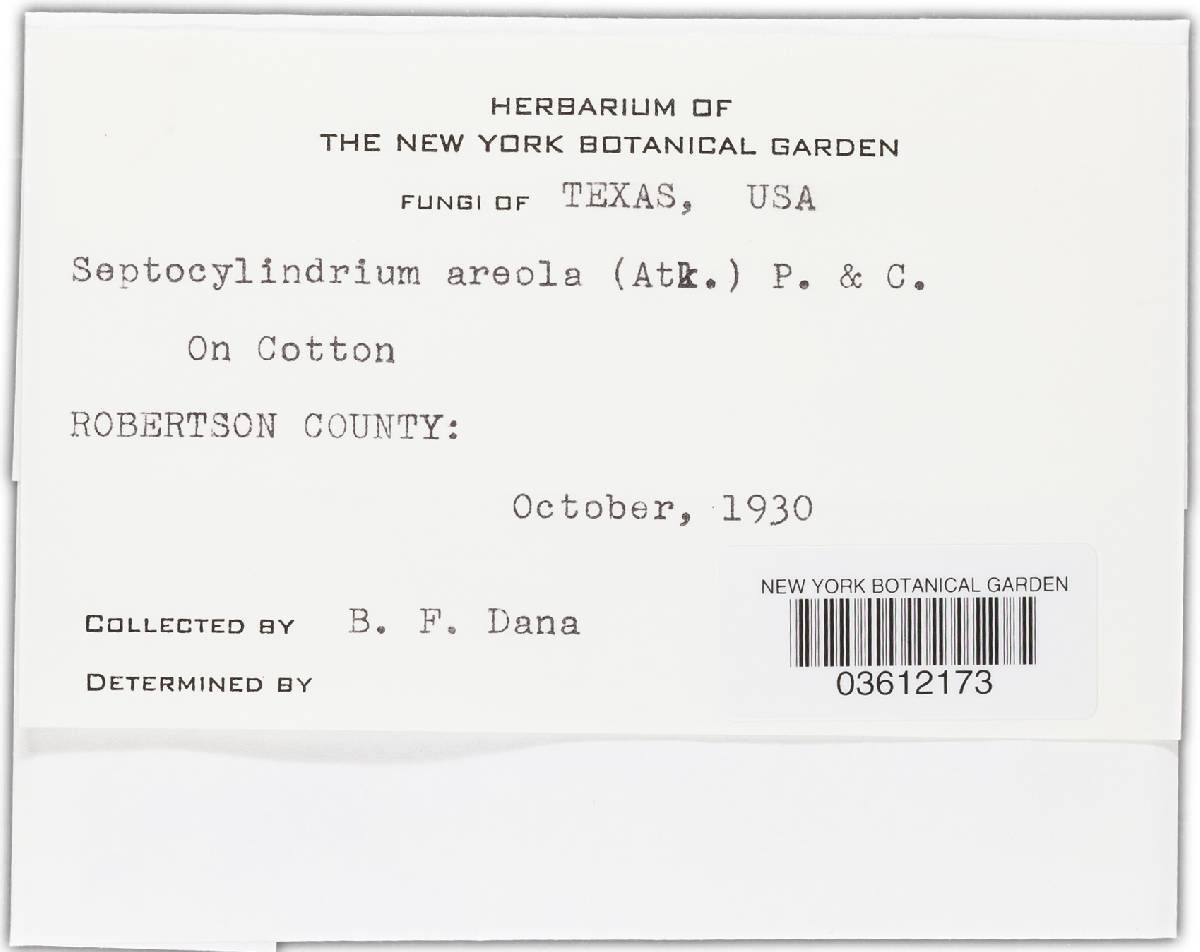 HERBARIUM OF
THE NEW YORK BOTANICAL GARDEN
FUNGI OF TEXAS, USA
Septocylindrium areola (Atk.) P. & C.
On Cotton
ROBERTSON COUNTY:
October, 1930
NEW YORK BOTANICAL GARDEN
COLLECTED BY B. F. Dana
DETERMINED BY
03612173